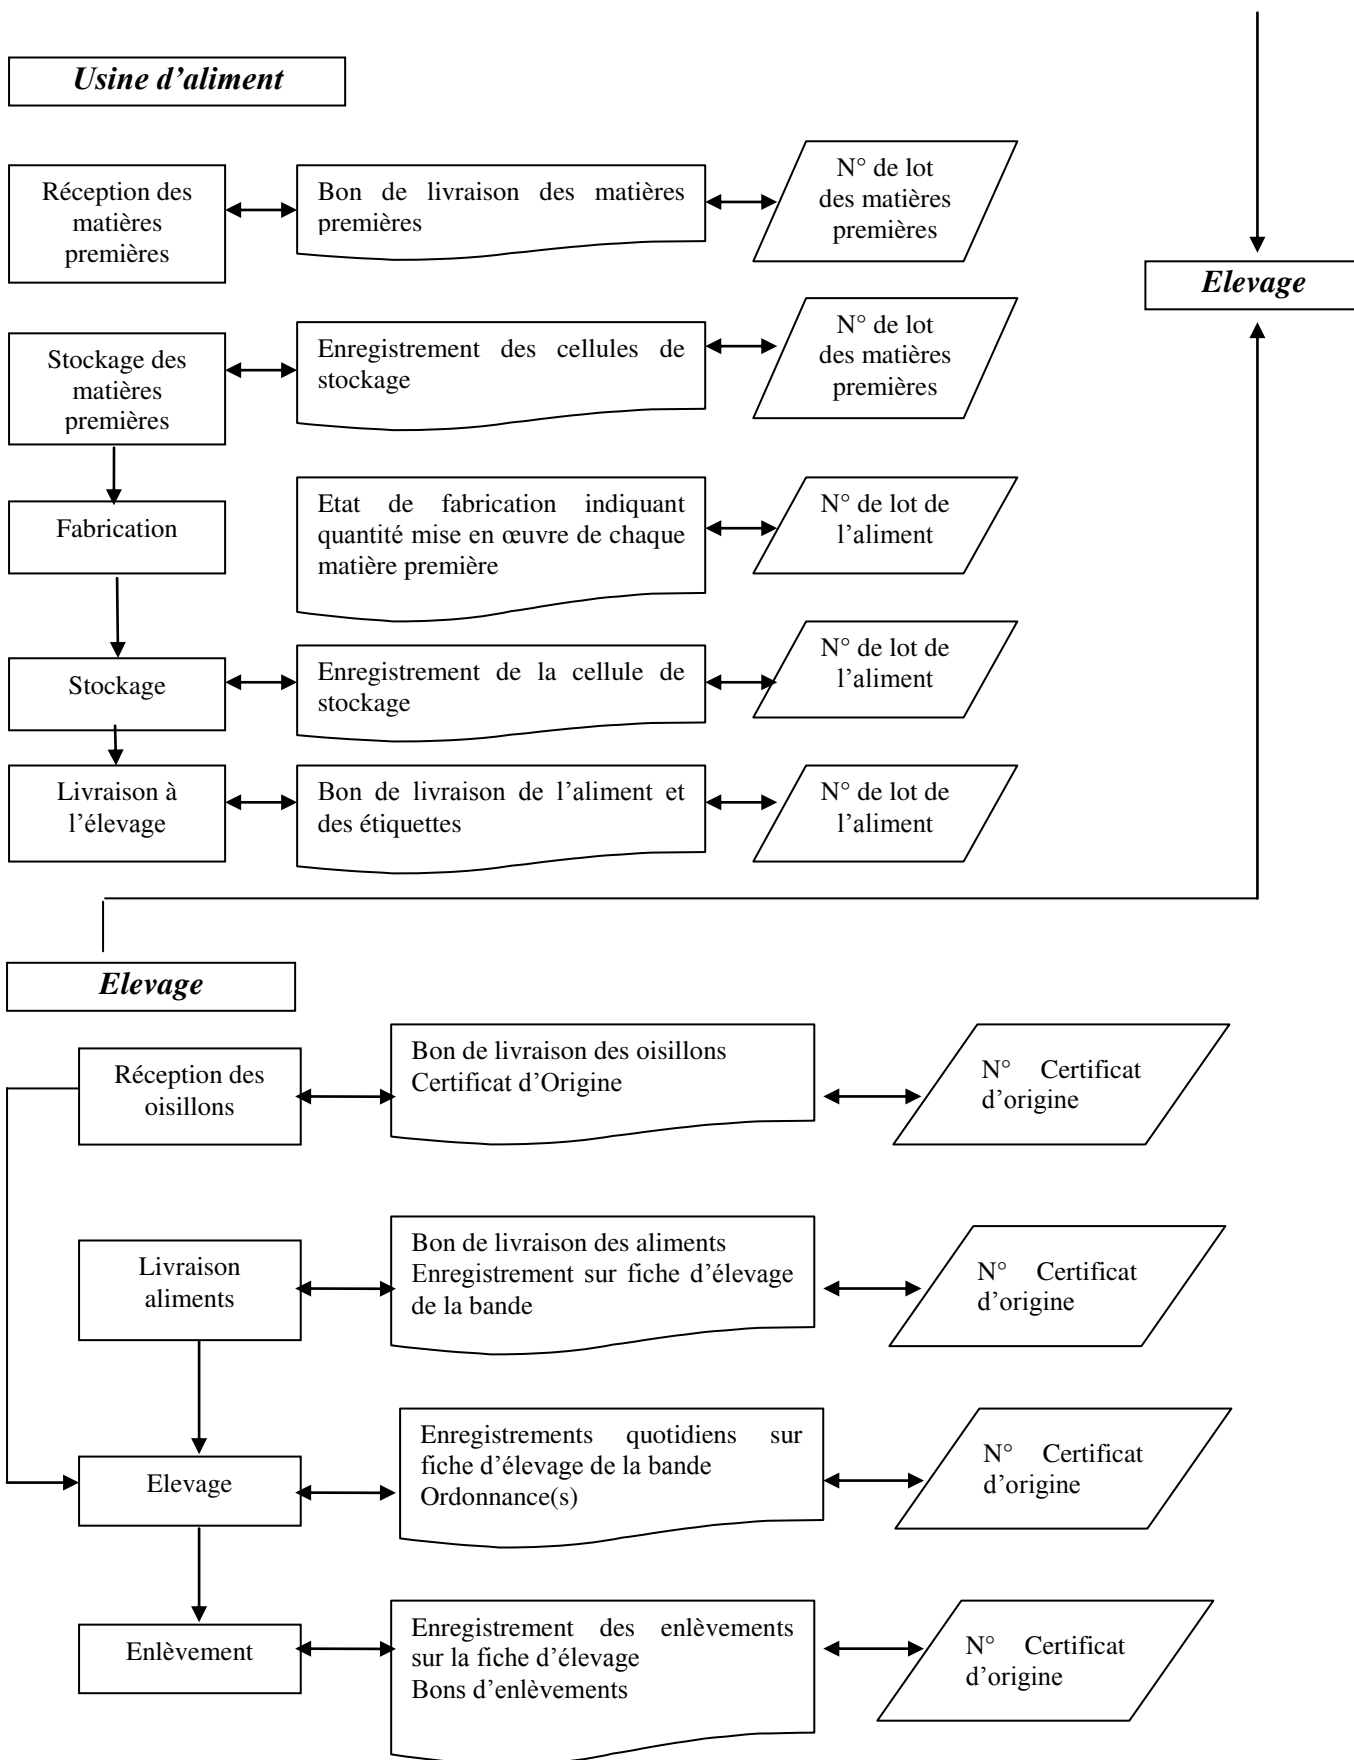 Usine d’aliment
Réception des
matières
premières
Bon de livraison des matières
premières
N° de lot
des matières
premières
Elevage
Stockage des
matières
premières
Enregistrement des cellules de
stockage
N° de lot
des matières
premières
Fabrication
Etat de fabrication indiquant
quantité mise en œuvre de chaque
matière première
N° de lot de
l’aliment
Stockage
Enregistrement de la cellule de
stockage
N° de lot de
l’aliment
Livraison à
l’élevage
Bon de livraison de l’aliment et
des étiquettes
N° de lot de
l’aliment
Elevage
Réception des
oisillons
Bon de livraison des oisillons
Certificat d’Origine
N° Certificat
d’origine
Livraison
aliments
Bon de livraison des aliments
Enregistrement sur fiche d’élevage
de la bande
N° Certificat
d’origine
Elevage
Enregistrements quotidiens sur
fiche d’élevage de la bande
Ordonnance(s)
N° Certificat
d’origine
Enlèvement
Enregistrement des enlèvements
sur la fiche d’élevage
Bons d’enlèvements
N° Certificat
d’origine